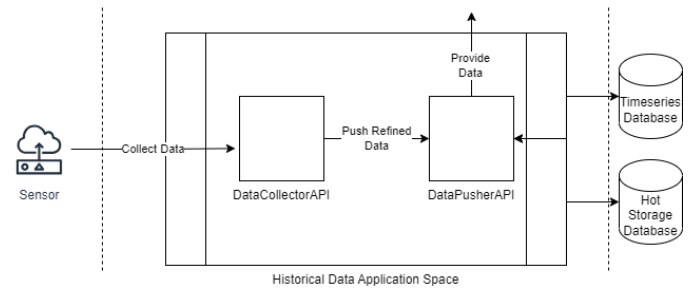 Provide
Data
Timeseries
Database
Collect Data
Push Refined
Data
Sensor
DataCollectorAPI
DataPusherAPI
Hot
Storage
Database
Historical Data Application Space